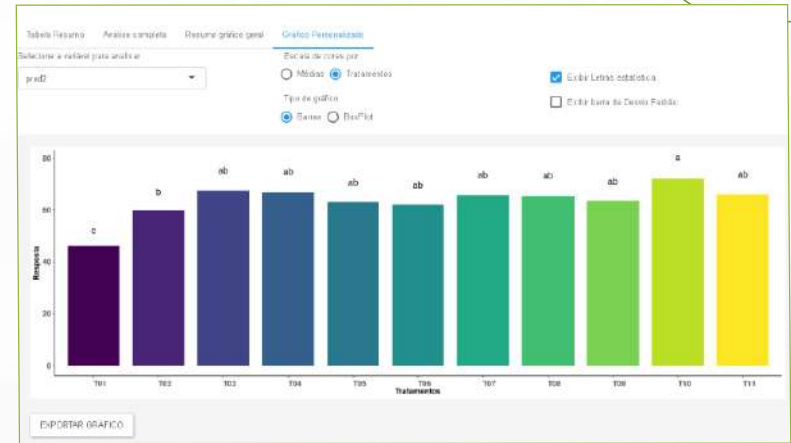 Tabela Resumo Análise completa Resumo gráfico geral Gráfico Personalizado
Selecione a variável para analisar
prod2
Escala de cores por:
Médias Tratamentos
Tipo de gráfico
Barras BoxPlot
Exibir Letras estatística
Exibir barra de Desvio Padrão
80
60
40
20
0
Resposta
c b ab ab ab ab ab ab ab a ab
T01 T02 T03 T04 T05 T06 T07 T08 T09 T10 T11
Tratamentos
EXPORTAR GRÁFICO